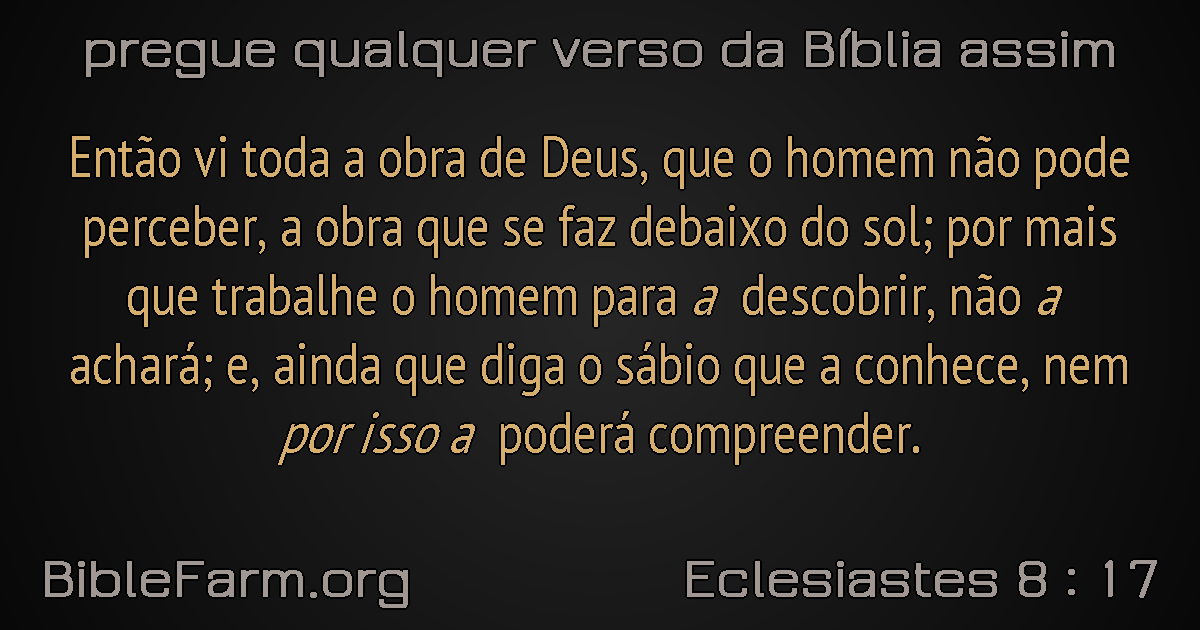 pregue qualquer verso da Bíblia assim
Então vi toda a obra de Deus, que o homem não pode
perceber, a obra que se faz debaixo do sol; por mais
que trabalhe o homem para a descobrir, não a
achará; e, ainda que diga o sábio que a conhece, nem
por isso a poderá compreender.
BibleFarm.org
Eclesiastes 8 : 17